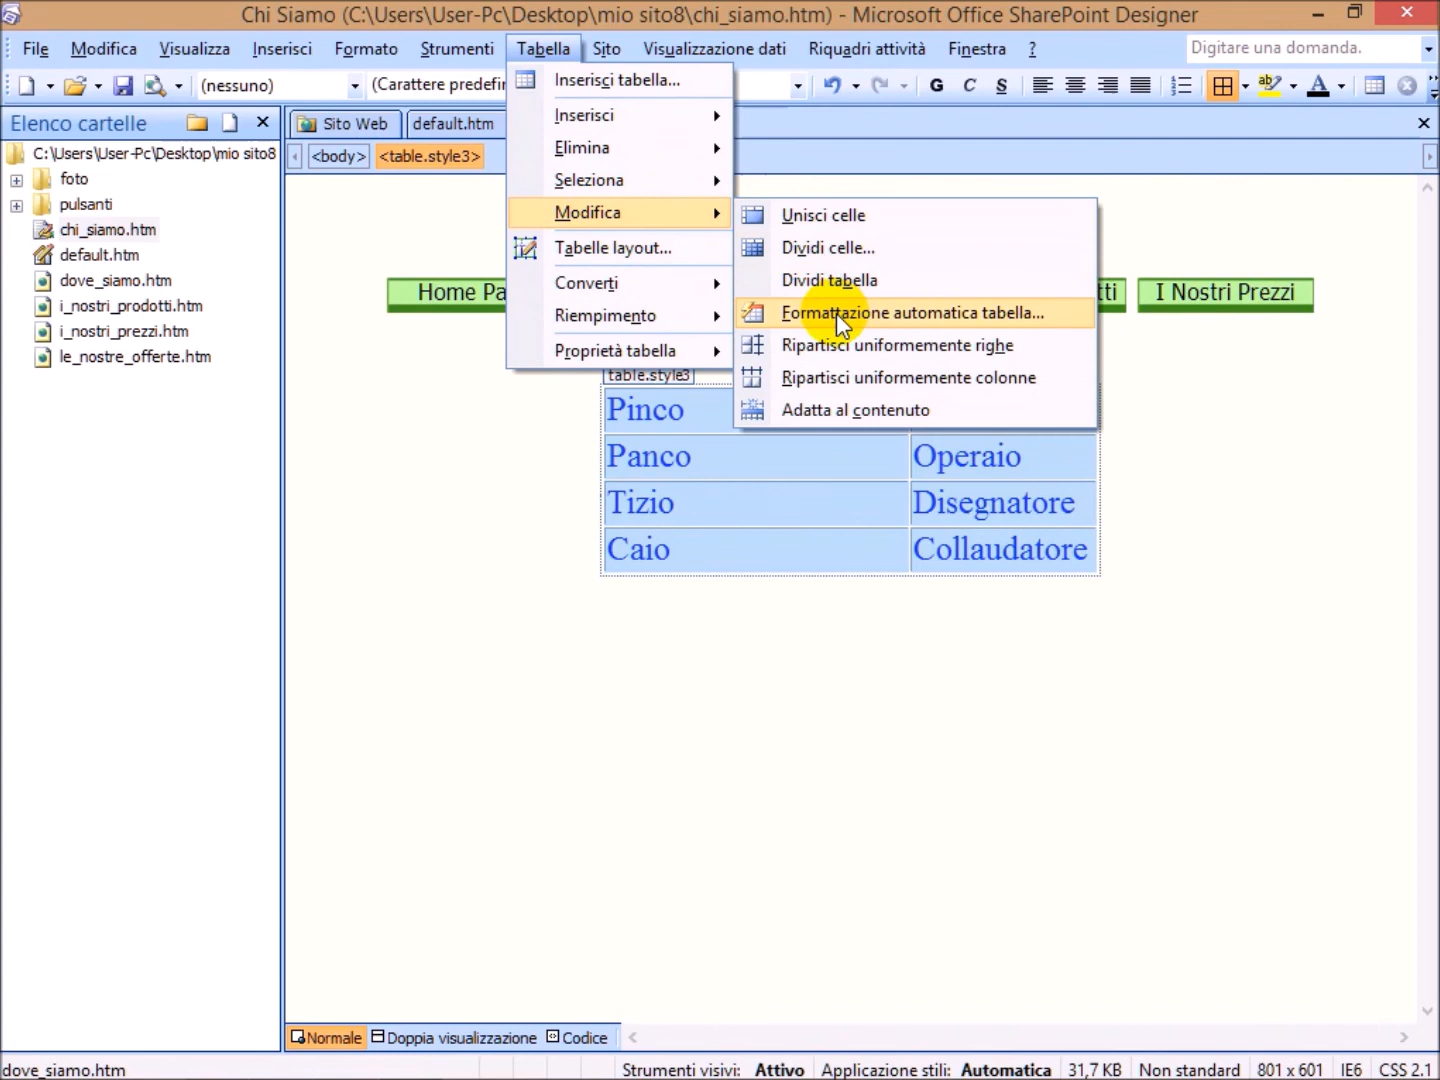 Chi Siamo (C:\Users\User-Pc\Desktop\mio sito8\chi_siamo.htm) - Microsoft Office SharePoint Designer
File Modifica Visualizza Inserisci Formato Strumenti Tabella Sito Visualizzazione dati Riquadri attività Finestra ? Digitare una domanda.
(nessuno) (Carattere predefi G C S ab A
Elenco cartelle
Sito Web default.htm
C:\Users\User-Pc\Desktop\mio sito8
foto
pulsanti
chi_siamo.htm
default.htm
dove_siamo.htm
i_nostri_prodotti.htm
i_nostri_prezzi.htm
le_nostre_offerte.htm
<body> <table.style3>
Inserisci tabella...
Inserisci
Elimina
Seleziona
Modifica
Tabelle layout...
Converti
Riempimento
Proprietà tabella
Unisci celle
Dividi celle...
Dividi tabella
Formattazione automatica tabella...
Ripartisci uniformemente righe
Ripartisci uniformemente colonne
Adatta al contenuto
Home Pa tti I Nostri Prezzi
table.style3
Pinco
Panco Operaio
Tizio Disegnatore
Caio Collaudatore
Normale Doppia visualizzazione Codice
dove_siamo.htm Strumenti visivi: Attivo Applicazione stili: Automatica 31,7 KB Non standard 801 x 601 IE6 CSS 2.1